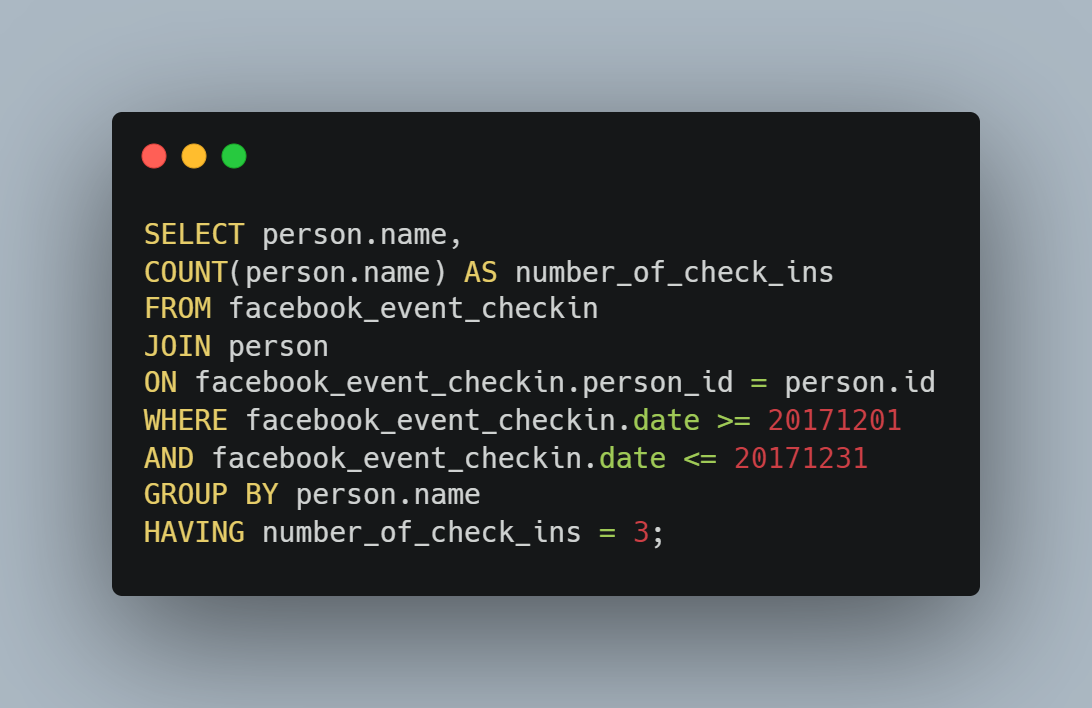 SELECT person.name,
COUNT(person.name) AS number_of_check_ins
FROM facebook_event_checkin
JOIN person
ON facebook_event_checkin.person_id = person.id
WHERE facebook_event_checkin.date >= 20171201
AND facebook_event_checkin.date <= 20171231
GROUP BY person.name
HAVING number_of_check_ins = 3;